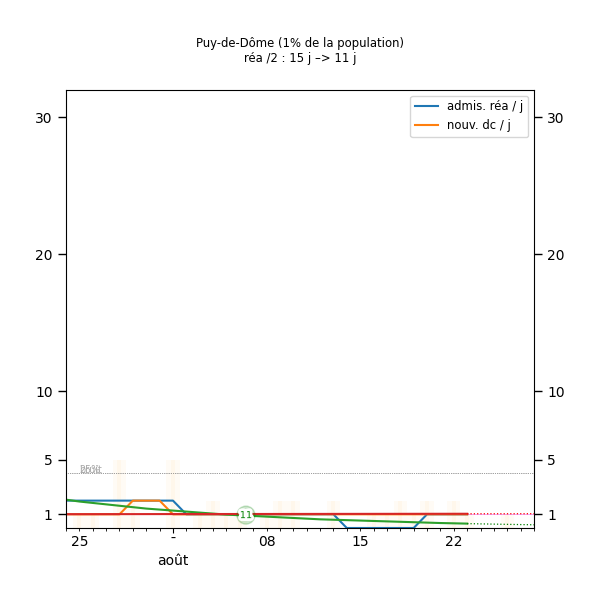 Puy-de-Dôme (1% de la population)
réa /2 : 15 j –> 11 j
admis. réa / j
nouv. dc / j
30 30
20 20
10 10
5 5
1 1
11
25 - 08 15 22
août